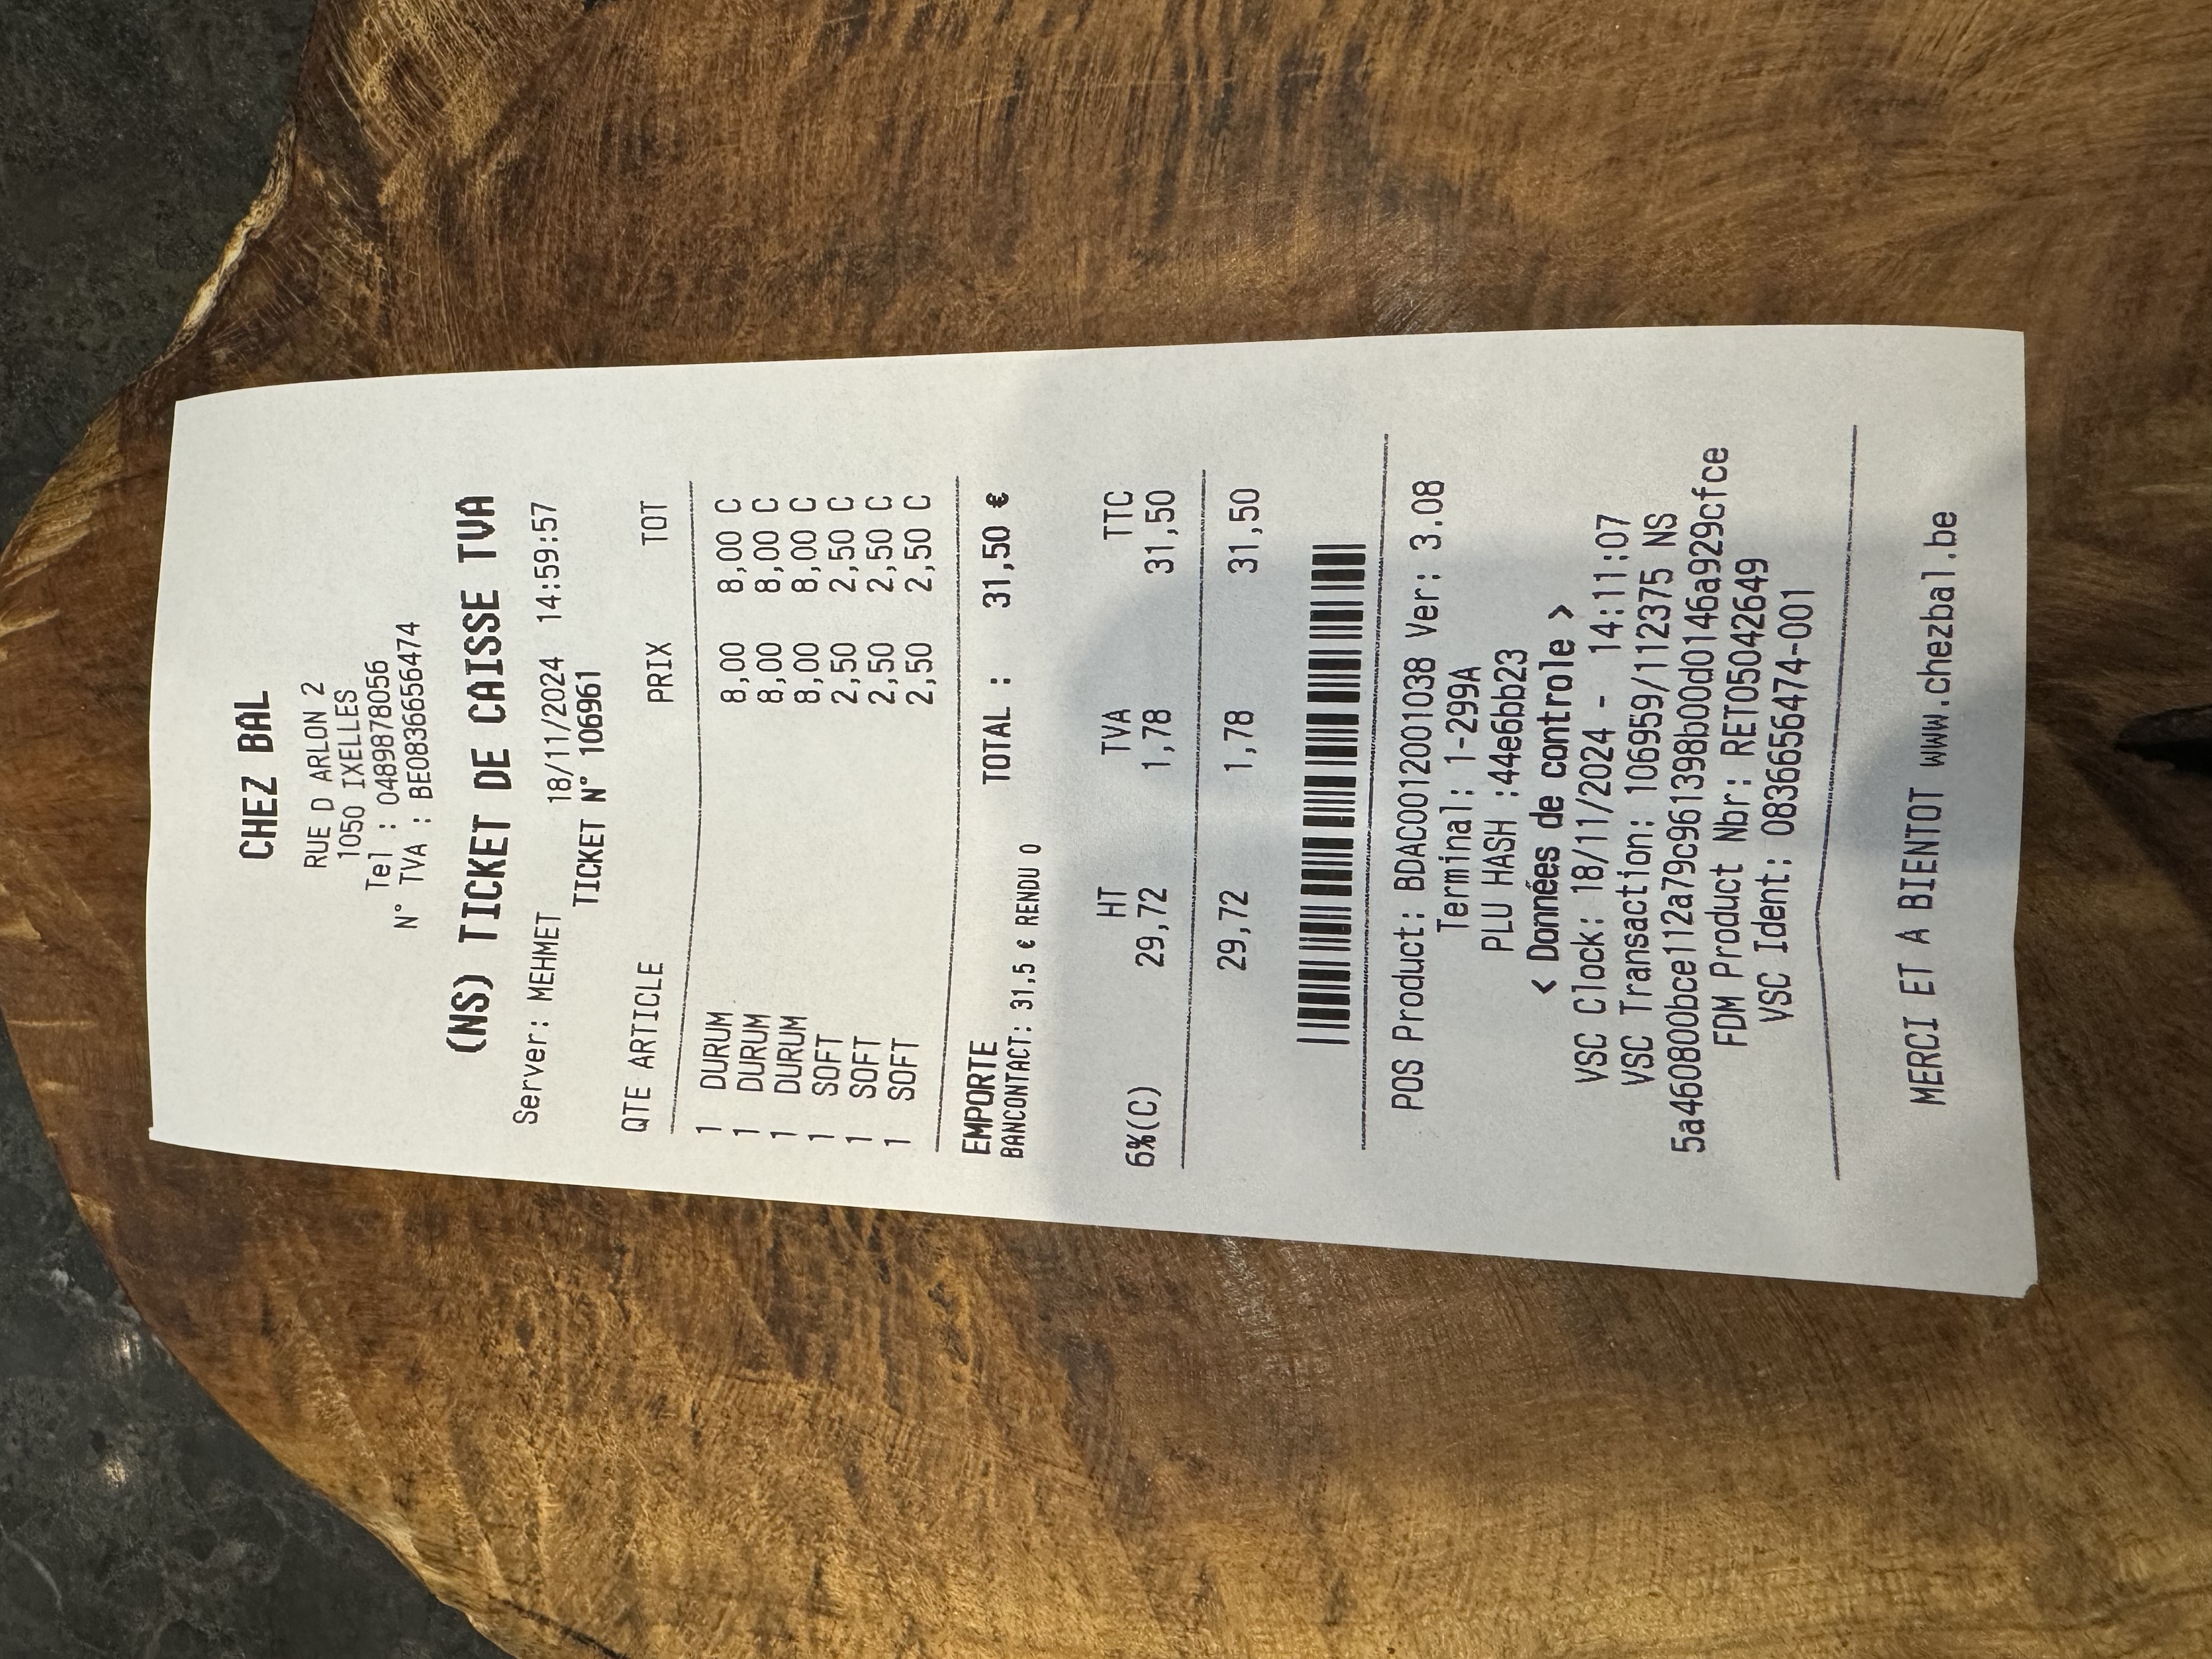 CHEZ BAL
RUE D ARLON 2
1050 IXELLES
Tel : 0489878056
N° TVA : BE0836656474
(NS) TICKET DE CAISSE TVA
Server: MEHMET 18/11/2024 14:59:57
TICKET N° 106961
QTE ARTICLE PRIX TOT
1 DURUM 8,00 8,00 C
1 DURUM 8,00 8,00 C
1 DURUM 8,00 8,00 C
1 SOFT 2,50 2,50 C
1 SOFT 2,50 2,50 C
1 SOFT 2,50 2,50 C
EMPORTE TOTAL : 31,50 €
BANCONTACT: 31,5 € RENDU 0
HT TVA TTC
6%(C) 29,72 1,78 31,50
29,72 1,78 31,50
POS Product: BDAC0012001038 Ver: 3.08
Terminal: 1-299A
PLU HASH :44e6bb23
< Données de controle >
VSC Clock: 18/11/2024 - 14:11:07
VSC Transaction: 106959/112375 NS
5a460800bce112a79c961398b00d0146a929cfce
FDM Product Nbr: RET05042649
VSC Ident: 0836656474-001
MERCI ET A BIENTOT www.chezbal.be